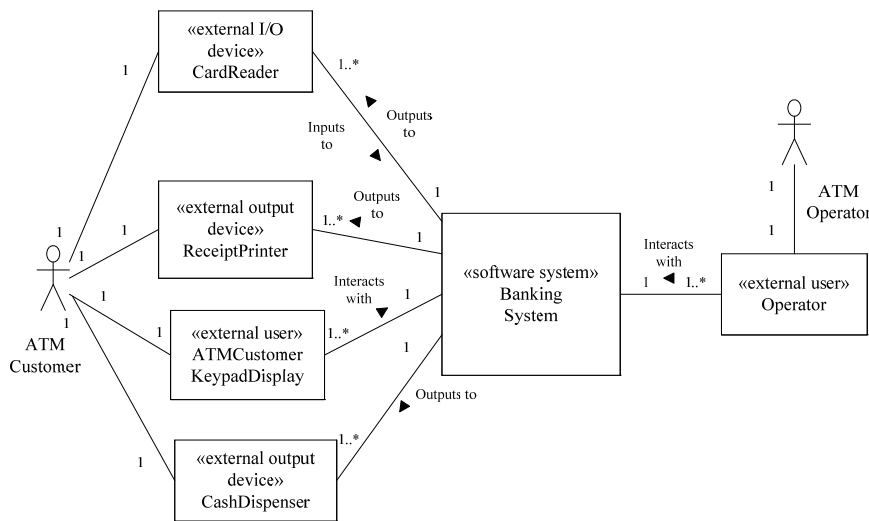 «external I/O
device»
CardReader
1
1..*
Outputs
to
Inputs
to
1
ATM
Operator
1
1
«external output
device»
ReceiptPrinter
1
1
1
1..*
Outputs
to
1
«software system»
Banking
System
Interacts
with
1
1..*
«external user»
Operator
ATM
Customer
1
1
1
«external user»
ATMCustomer
KeypadDisplay
1..*
Interacts
with
1
1
Outputs to
1..*
1
«external output
device»
CashDispenser